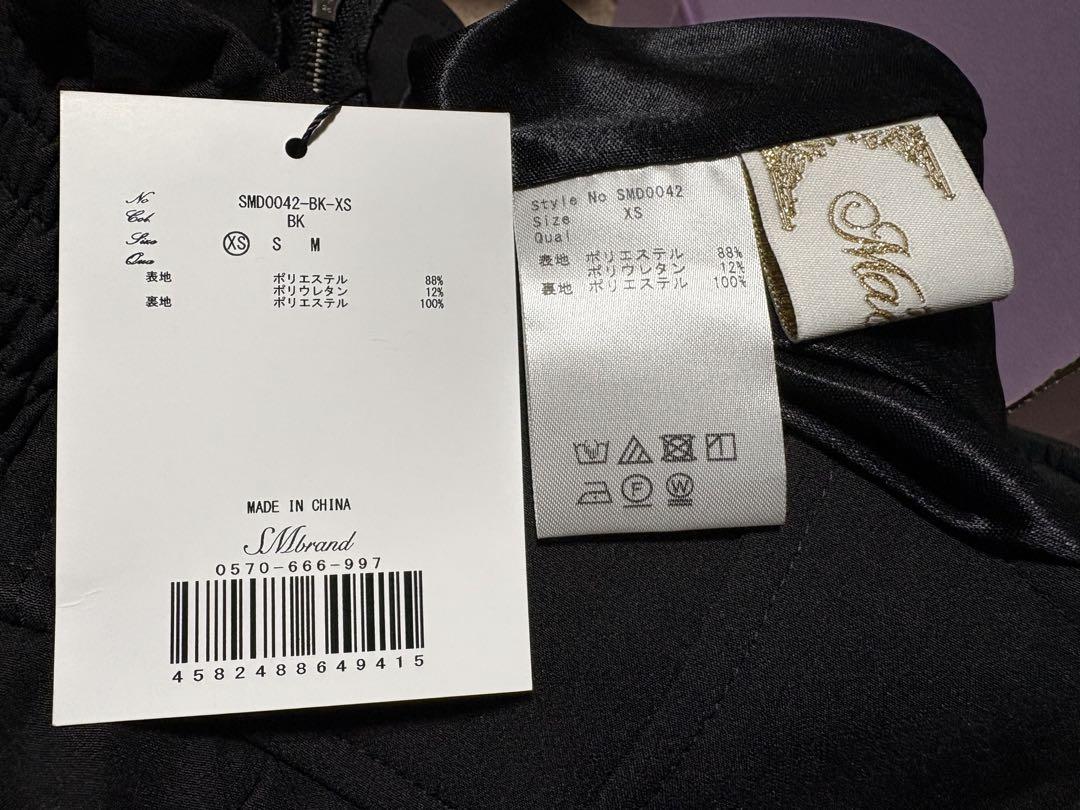 No SMD0042-BK-XS
Col. BK
Size XS S M
Qua
表地 ポリエステル 88%
ポリウレタン 12%
裏地 ポリエステル 100%
MADE IN CHINA
SMbrand
0570-666-997
4582488649415
Style No SMD0042
Size XS
Qual
表地 ポリエステル 88%
ポリウレタン 12%
裏地 ポリエステル 100%
F W